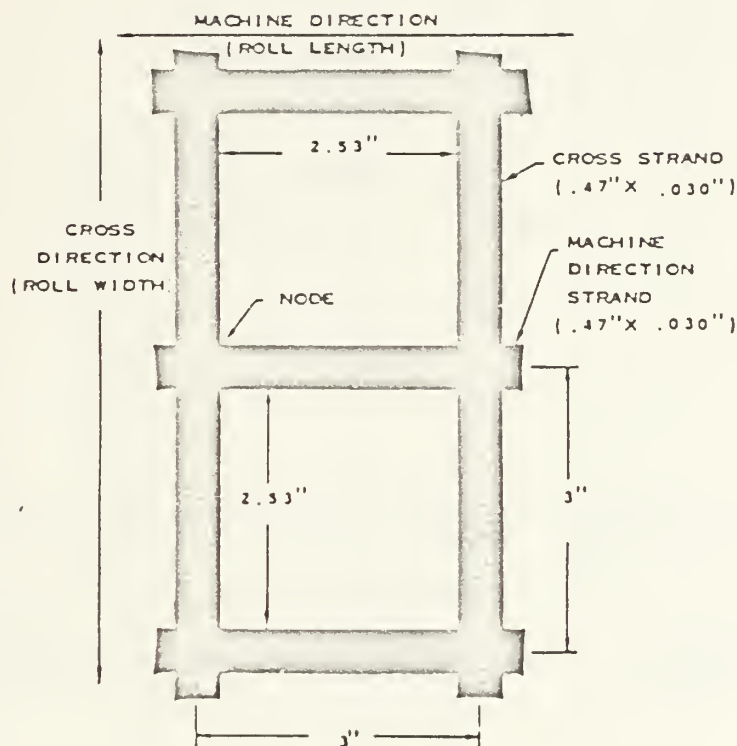 MACHINE DIRECTION
(ROLL LENGTH)
2.53"
CROSS STRAND
(.47"X .030")
CROSS
DIRECTION
(ROLL WIDTH
MACHINE
DIRECTION
STRAND
(.47"X .030")
NODE
2.53"
3"
3"